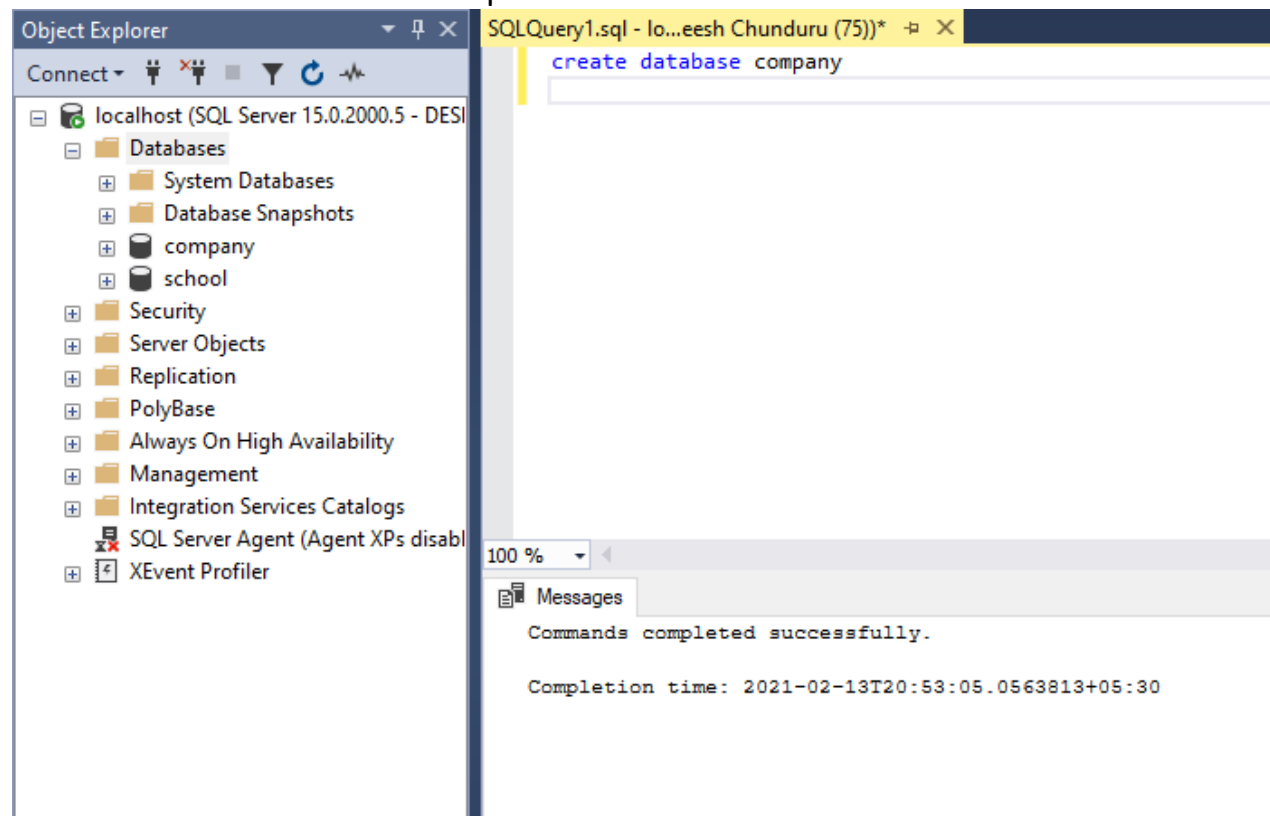 Object Explorer
Connect
localhost (SQL Server 15.0.2000.5 - DESI
Databases
System Databases
Database Snapshots
company
school
Security
Server Objects
Replication
PolyBase
Always On High Availability
Management
Integration Services Catalogs
SQL Server Agent (Agent XPs disabl
XEvent Profiler
SQLQuery1.sql - lo...eesh Chunduru (75))*
create database company
100 %
Messages
Commands completed successfully.
Completion time: 2021-02-13T20:53:05.0563813+05:30